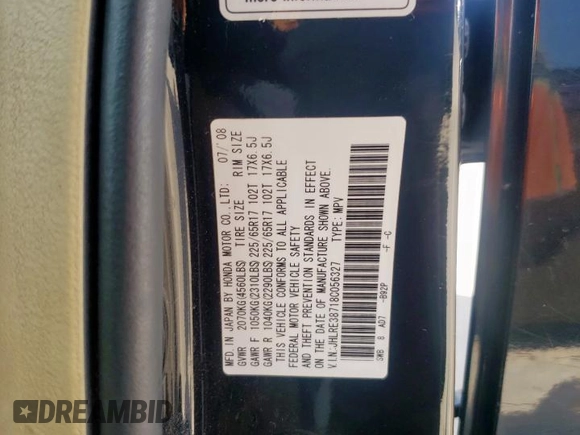 MFD. IN JAPAN BY HONDA MOTOR CO., LTD: 07/ 08
GVWR 2070KG(4560LBS) TIRE SIZE RIM SIZE
GAWR F 1050KG(2310LBS) 225/65R17 102T 17X6.5J
GAWR R 1040KG(2290LBS) 225/65R17 102T 17X6.5J
THIS VEHICLE CONFORMS TO ALL APPLICABLE
FEDERAL MOTOR VEHICLE SAFETY
AND THEFT PREVENTION STANDARDS IN EFFECT
ON THE DATE OF MANUFACTURE SHOWN ABOVE.
V.I.N.:JHLRE38718C056327 TYPE: MPV
SWB 8 AD7 -B92P -F -C
DREAMBID